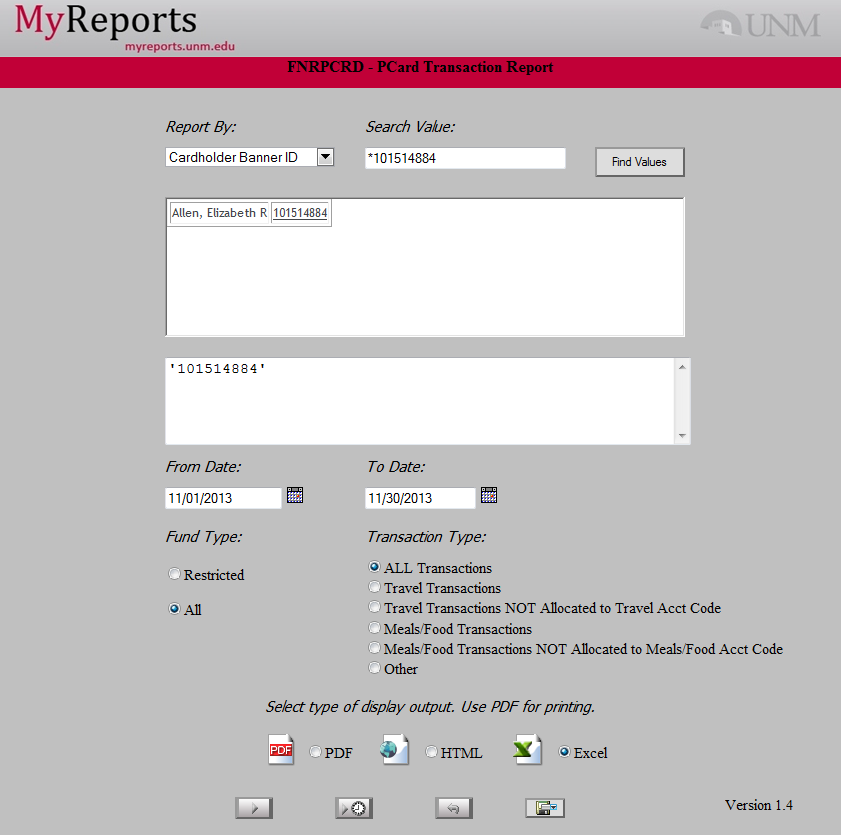 MyReports
myreports.unm.edu
UNM
FNRPCRD - PCard Transaction Report
Report By: Search Value:
Cardholder Banner ID *101514884 Find Values
Allen, Elizabeth R 101514884
'101514884'
From Date: To Date:
11/01/2013 11/30/2013
Fund Type: Transaction Type:
ALL Transactions
Restricted
Travel Transactions
Travel Transactions NOT Allocated to Travel Acct Code
All
Meals/Food Transactions
Meals/Food Transactions NOT Allocated to Meals/Food Acct Code
Other
Select type of display output. Use PDF for printing.
PDF PDF HTML X Excel
Version 1.4